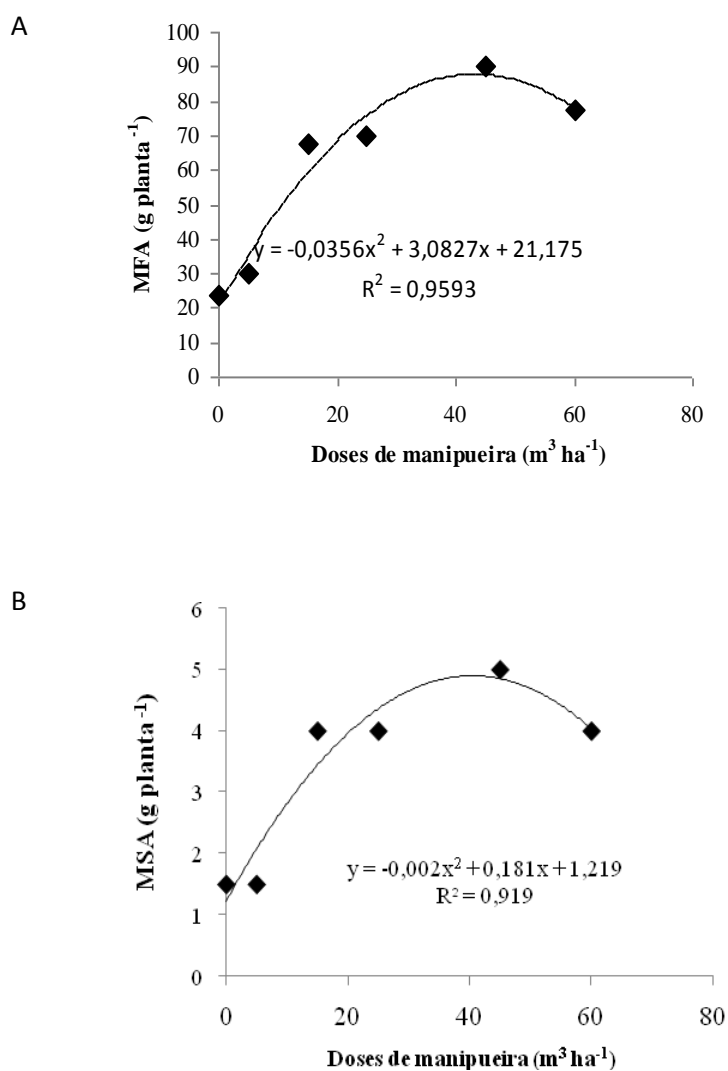 A
100
90
80
70
60
50
40
30
20
10
0
MFA (g planta⁻¹)
y = -0,0356x² + 3,0827x + 21,175
R² = 0,9593
0 20 40 60 80
Doses de manipueira (m³ ha⁻¹)
B
6
5
4
3
2
1
0
MSA (g planta⁻¹)
y = -0,002x² + 0,181x + 1,219
R² = 0,919
0 20 40 60 80
Doses de manipueira (m³ ha⁻¹)